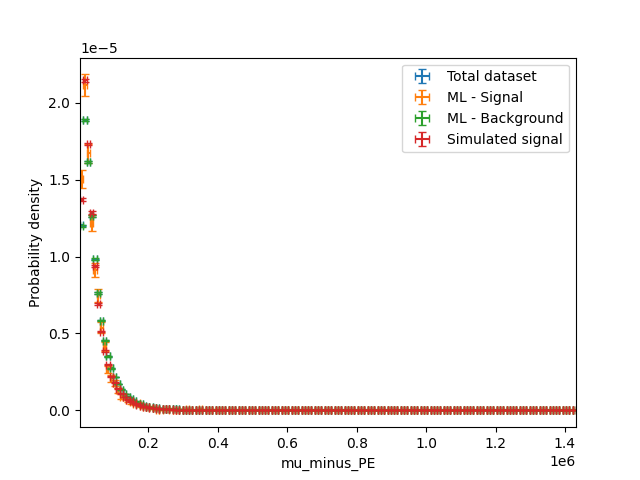 1e−5
Total dataset
ML - Signal
ML - Background
Simulated signal
2.0
1.5
1.0
0.5
0.0
Probability density
0.2 0.4 0.6 0.8 1.0 1.2 1.4
mu_minus_PE
1e6